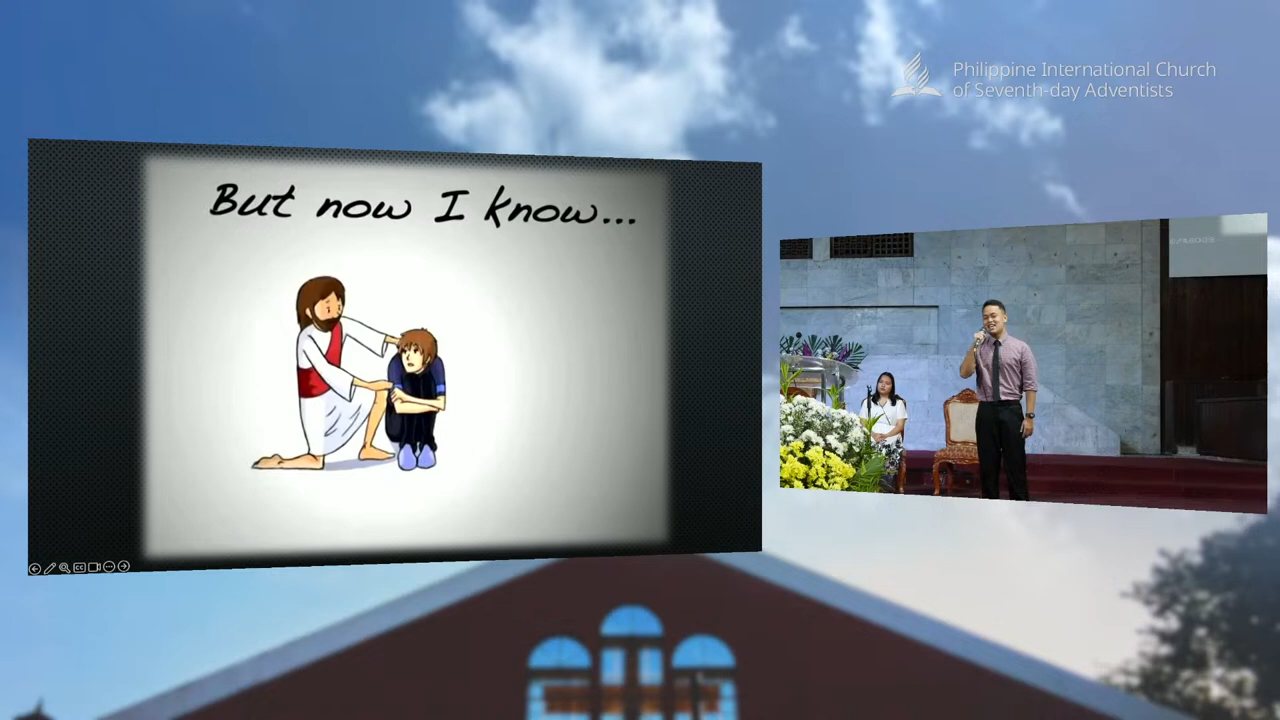 Philippine International Church
of Seventh-day Adventists
But now I know...